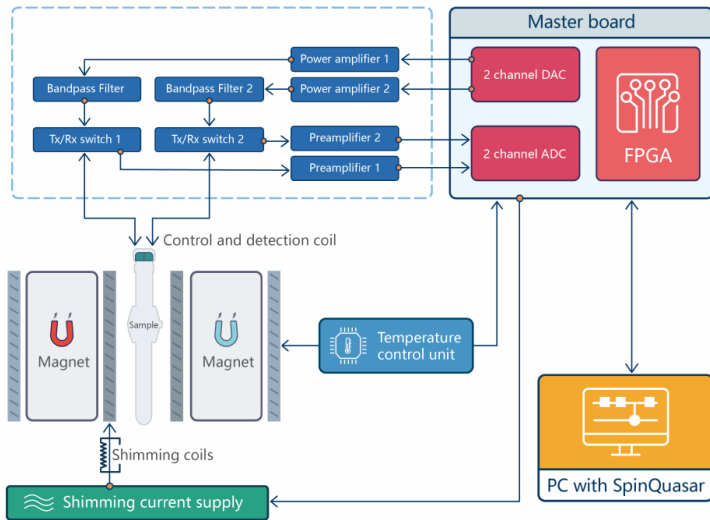 Master board
Power amplifier 1
2 channel DAC
Bandpass Filter
Bandpass Filter 2
Power amplifier 2
FPGA
Tx/Rx switch 1
Tx/Rx switch 2
Preamplifier 2
2 channel ADC
Preamplifier 1
Control and detection coil
Sample
Magnet
Magnet
Temperature
control unit
Shimming coils
Shimming current supply
PC with SpinQuasar